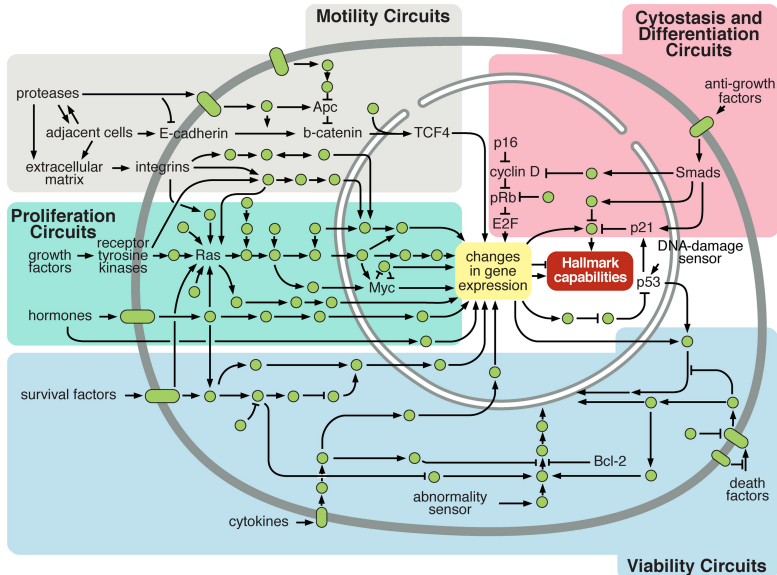 Motility Circuits
Cytostasis and
Differentiation
Circuits
proteases
adjacent cells
extracellular
matrix
E-cadherin
integrins
Apc
b-catenin
TCF4
anti-growth
factors
p16
cyclin D
pRb
E2F
Smads
p21
DNA-damage
sensor
p53
Hallmark
capabilities
changes
in gene
expression
Proliferation
Circuits
growth
factors
receptor
tyrosine
kinases
Ras
Myc
hormones
survival factors
Bcl-2
abnormality
sensor
cytokines
death
factors
Viability Circuits